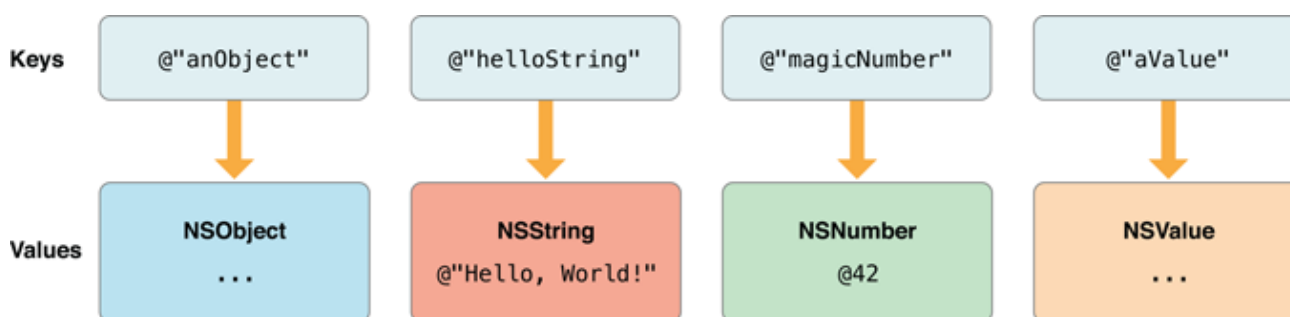 Keys @"anObject" @"helloString" @"magicNumber" @"aValue"
NSObject NSString NSNumber NSValue
Values
... @"Hello, World!" @42 ...